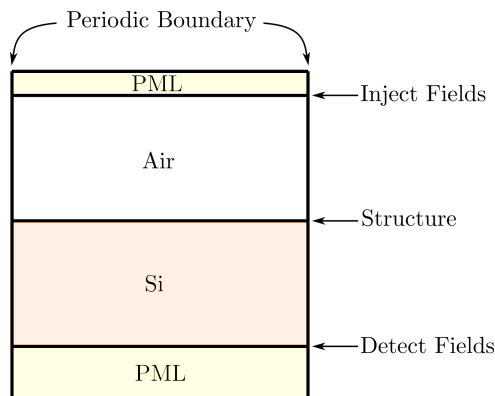 Periodic Boundary
PML
Inject Fields
Air
Structure
Si
Detect Fields
PML